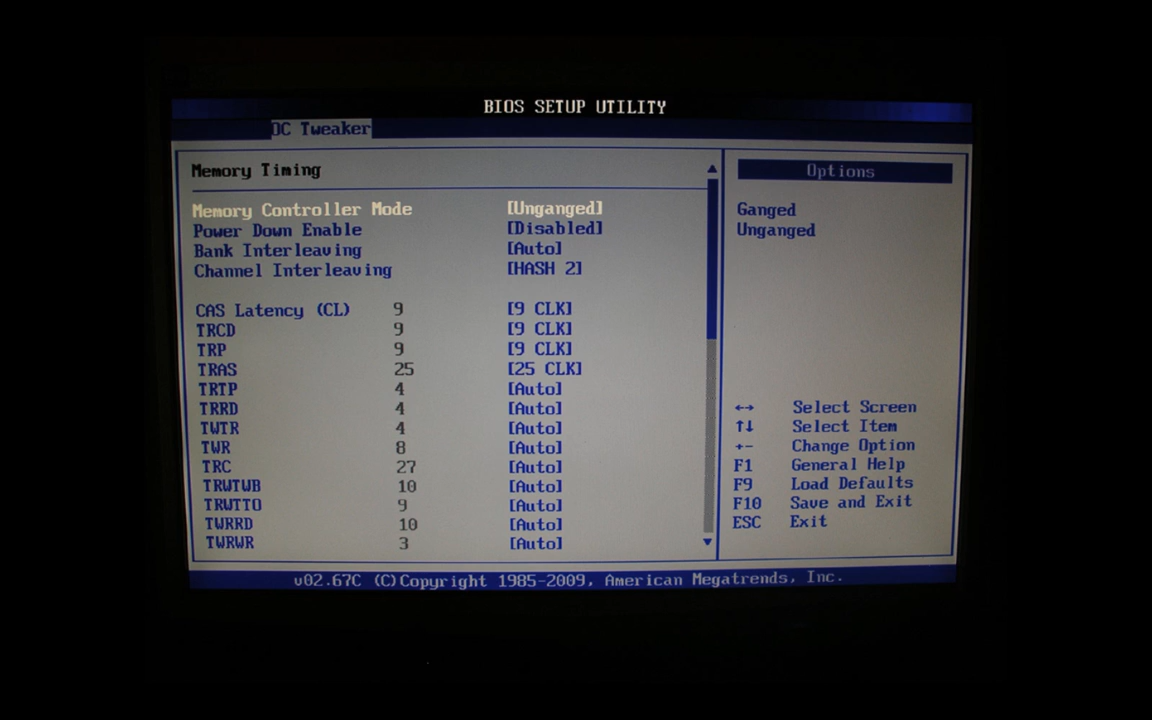 BIOS SETUP UTILITY
OC Tweaker
Memory Timing
Memory Controller Mode [Unganged]
Power Down Enable [Disabled]
Bank Interleaving [Auto]
Channel Interleaving [HASH 2]
CAS Latency (CL) 9 [9 CLK]
TRCD 9 [9 CLK]
TRP 9 [9 CLK]
TRAS 25 [25 CLK]
TRTP 4 [Auto]
TRRD 4 [Auto]
TWTR 4 [Auto]
TWR 8 [Auto]
TRC 27 [Auto]
TRWTWB 10 [Auto]
TRWTTO 9 [Auto]
TWRRD 10 [Auto]
TWRWR 3 [Auto]
Options
Ganged
Unganged
←→ Select Screen
↑↓ Select Item
+- Change Option
F1 General Help
F9 Load Defaults
F10 Save and Exit
ESC Exit
v02.67C (C)Copyright 1985-2009, American Megatrends, Inc.